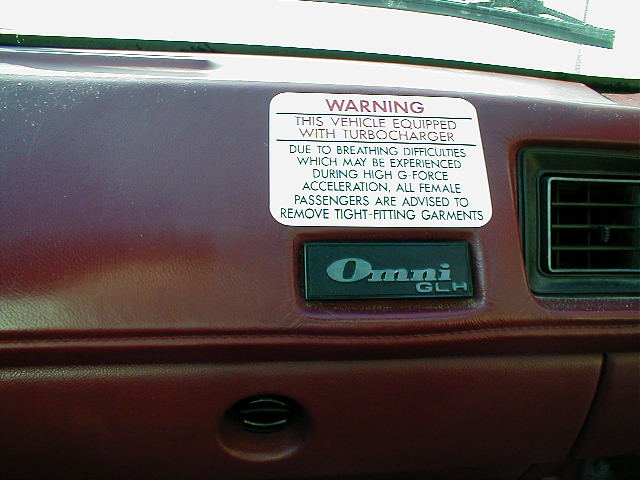 WARNING
THIS VEHICLE EQUIPPED
WITH TURBOCHARGER
DUE TO BREATHING DIFFICULTIES
WHICH MAY BE EXPERIENCED
DURING HIGH G-FORCE
ACCELERATION, ALL FEMALE
PASSENGERS ARE ADVISED TO
REMOVE TIGHT-FITTING GARMENTS
Omni
GLH